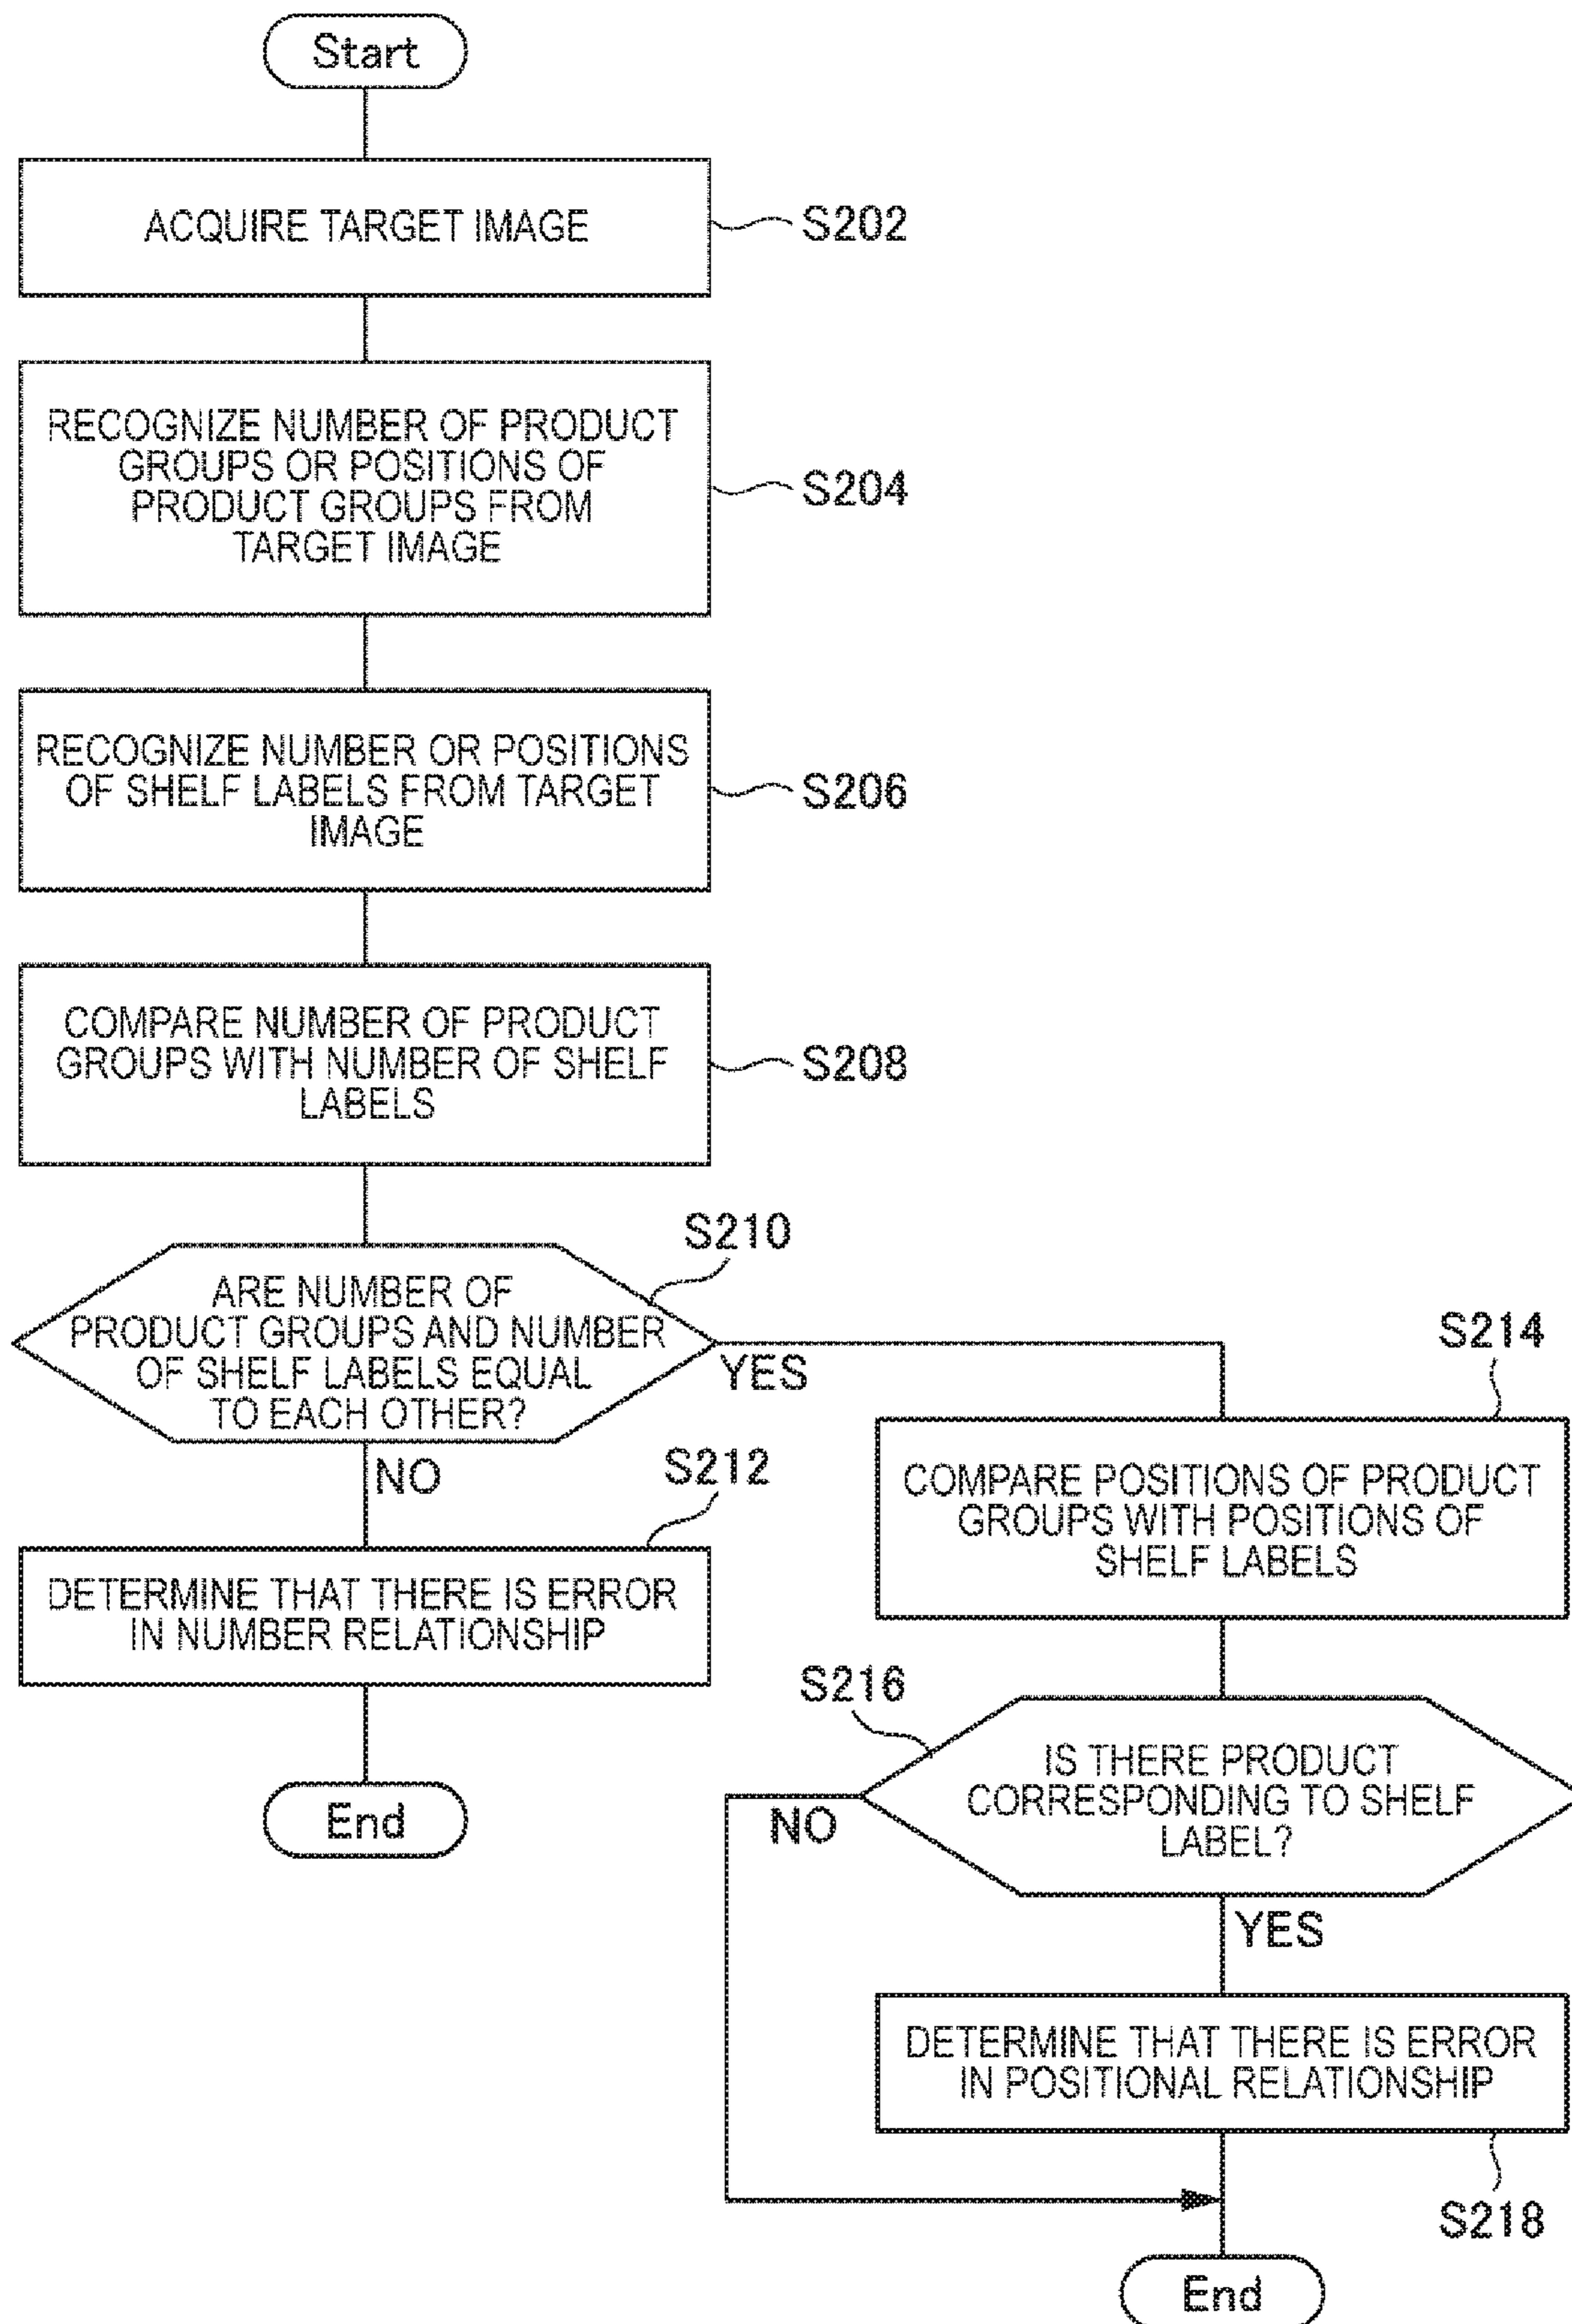 Start
ACQUIRE TARGET IMAGE
S202
RECOGNIZE NUMBER OF PRODUCT
GROUPS OR POSITIONS OF
PRODUCT GROUPS FROM
TARGET IMAGE
S204
RECOGNIZE NUMBER OR POSITIONS
OF SHELF LABELS FROM TARGET
IMAGE
S206
COMPARE NUMBER OF PRODUCT
GROUPS WITH NUMBER OF SHELF
LABELS
S208
S210
ARE NUMBER OF
PRODUCT GROUPS AND NUMBER
OF SHELF LABELS EQUAL
TO EACH OTHER?
YES
NO
S212
DETERMINE THAT THERE IS ERROR
IN NUMBER RELATIONSHIP
End
S214
COMPARE POSITIONS OF PRODUCT
GROUPS WITH POSITIONS OF
SHELF LABELS
S216
IS THERE PRODUCT
CORRESPONDING TO SHELF
LABEL?
NO
YES
DETERMINE THAT THERE IS ERROR
IN POSITIONAL RELATIONSHIP
S218
End